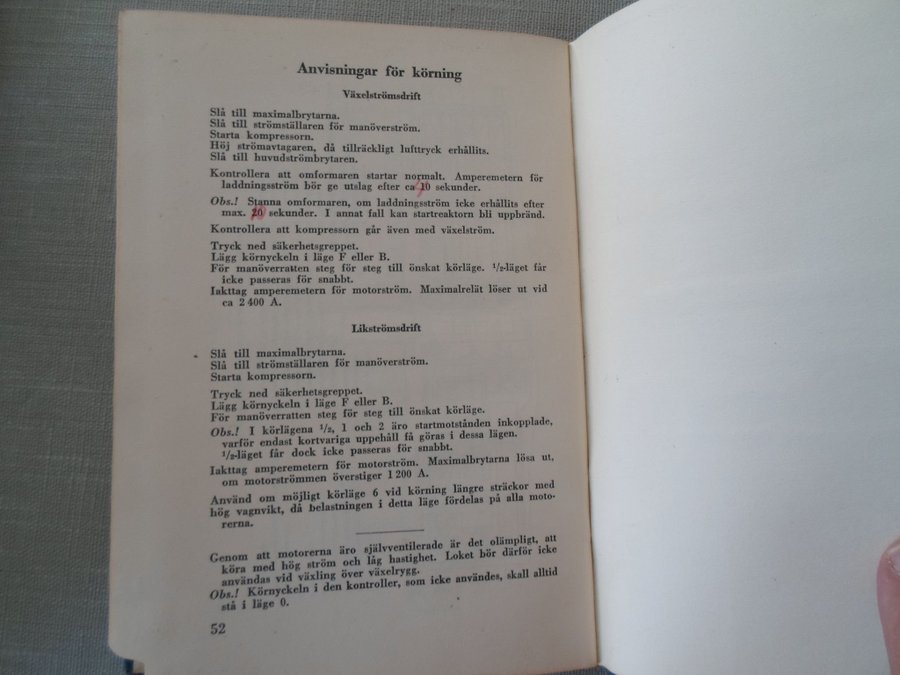 Anvisningar för körning
Växelströmsdrift
Slå till maximalbrytarna.
Slå till strömställaren för manöverström.
Starta kompressorn.
Höj strömavtagaren, då tillräckligt lufttryck erhållits.
Slå till huvudströmbrytaren.
Kontrollera att omformaren startar normalt. Amperemetern för
laddningsström bör ge utslag efter ca 10 sekunder.
Obs.! Stanna omformaren, om laddningsström icke erhållits efter
max. 20 sekunder. I annat fall kan startreaktorn bli uppbränd.
Kontrollera att kompressorn går även med växelström.
Tryck ned säkerhetsgreppet.
Lägg környckeln i läge F eller B.
För manöverratten steg för steg till önskat körläge. ½-läget får
icke passeras för snabbt.
Iakttag amperemetern för motorström. Maximalrelät löser ut vid
ca 2 400 A.
Likströmsdrift
Slå till maximalbrytarna.
Slå till strömställaren för manöverström.
Starta kompressorn.
Tryck ned säkerhetsgreppet.
Lägg környckeln i läge F eller B.
För manöverratten steg för steg till önskat körläge.
Obs.! I körlägena ½, 1 och 2 äro startmotstånden inkopplade,
varför endast kortvariga uppehåll få göras i dessa lägen.
½-läget får dock icke passeras för snabbt.
Iakttag amperemetern för motorström. Maximalbrytarna lösa ut,
om motorströmmen överstiger 1 200 A.
Använd om möjligt körläge 6 vid körning längre sträckor med
hög vagnvikt, då belastningen i detta läge fördelas på alla moto-
rerna.
Genom att motorerna äro självventilerade är det olämpligt, att
köra med hög ström och låg hastighet. Loket bör därför icke
användas vid växling över växelrygg.
Obs.! Környckeln i den kontroller, som icke användes, skall alltid
stå i läge 0.
52